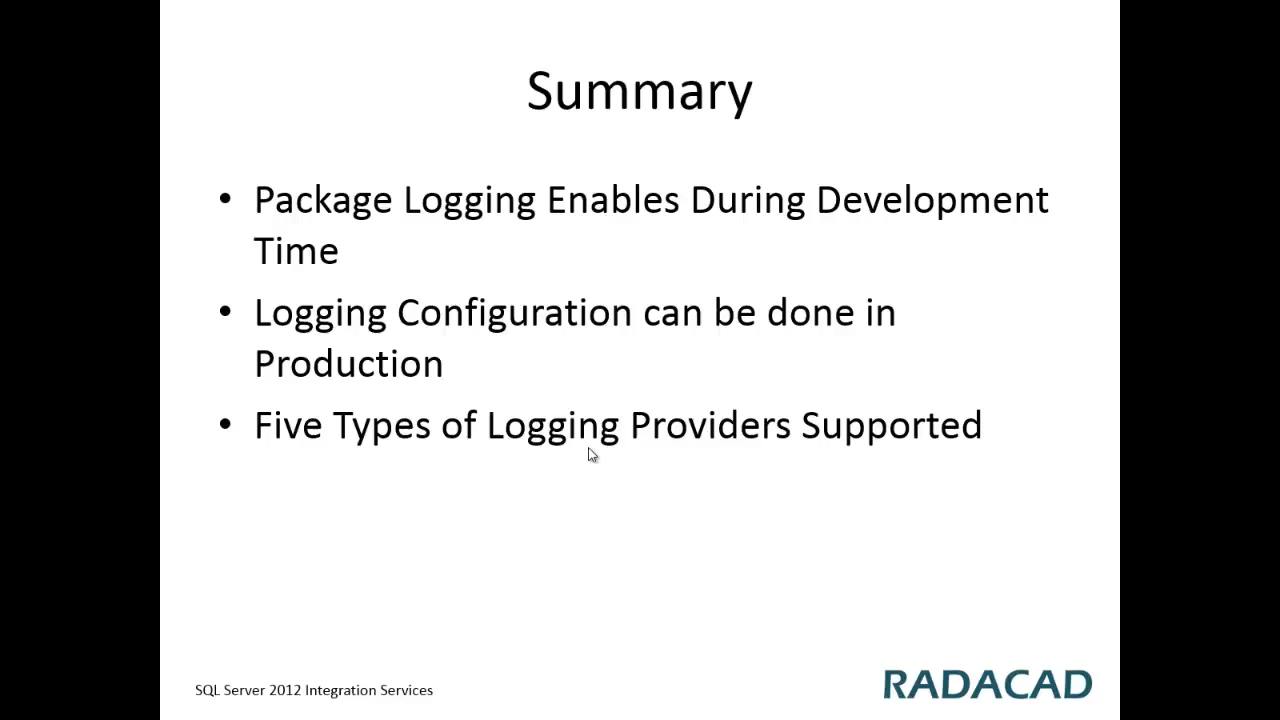 Summary
• Package Logging Enables During Development
Time
• Logging Configuration can be done in
Production
• Five Types of Logging Providers Supported
SQL Server 2012 Integration Services
RADACAD